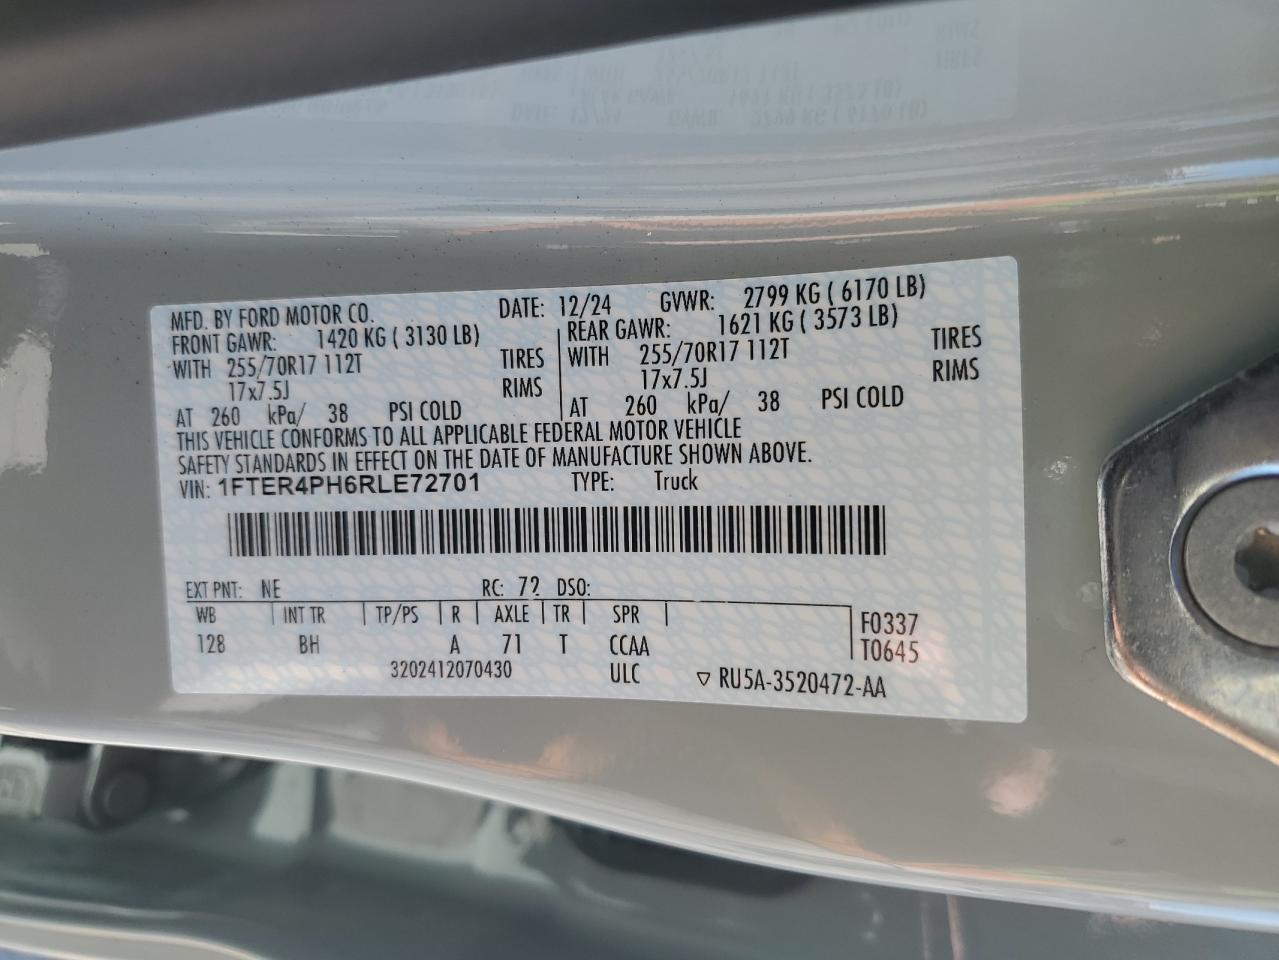 MFD. BY FORD MOTOR CO. DATE: 12/24 GVWR: 2799 KG ( 6170 LB)
FRONT GAWR: 1420 KG ( 3130 LB) REAR GAWR: 1621 KG ( 3573 LB)
WITH 255/70R17 112T TIRES WITH 255/70R17 112T TIRES
17x7.5J RIMS 17x7.5J RIMS
AT 260 kPa/ 38 PSI COLD AT 260 kPa/ 38 PSI COLD
THIS VEHICLE CONFORMS TO ALL APPLICABLE FEDERAL MOTOR VEHICLE
SAFETY STANDARDS IN EFFECT ON THE DATE OF MANUFACTURE SHOWN ABOVE.
VIN: 1FTER4PH6RLE72701 TYPE: Truck
EXT PNT: NE RC: 72 DSO:
WB INT TR TP/PS R AXLE TR SPR F0337
128 BH A 71 T CCAA T0645
3202412070430 ULC ▽ RU5A-3520472-AA